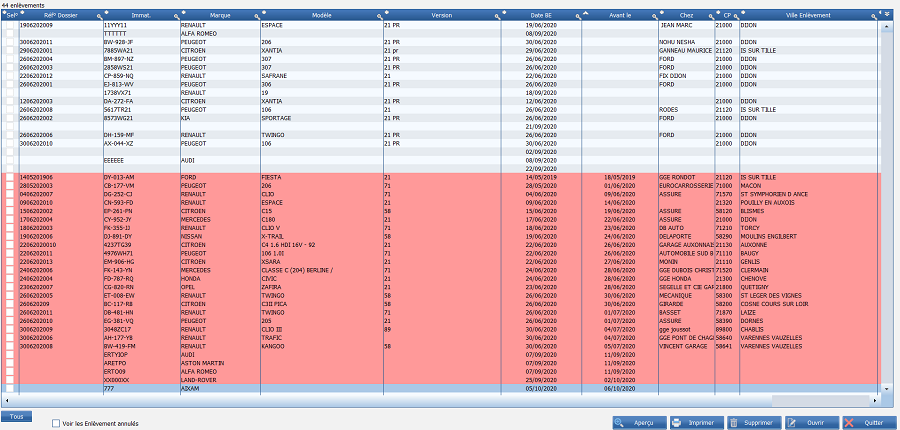 44 enlèvements
Sel° Réf° Dossier Immat. Marque Modèle Version Date BE Avant le Chez CP Ville Enlèvement
1906202009 11YYY11 RENAULT ESPACE 21 PR 19/06/2020 JEAN MARC 21000 DIJON
TTTTTT ALFA ROMEO 08/09/2020
3006202011 BW-928-JF PEUGEOT 206 21 PR 30/06/2020 NOHU NESHA 21000 DIJON
2906202001 7885WA21 CITROEN XANTIA 21 pr 29/06/2020 GANNEAU MAURICE 21120 IS SUR TILLE
2606202004 BM-897-NZ PEUGEOT 307 21 PR 26/06/2020 FORD 21000 DIJON
2606202003 2858WS21 PEUGEOT 307 21 PR 26/06/2020 FORD 21000 DIJON
2206202012 CP-859-NQ RENAULT SAFRANE 21 22/06/2020 FIX DIJON 21000 DIJON
2606202001 EJ-813-WV PEUGEOT 306 21 PR 26/06/2020 FORD 21000 DIJON
1738VX71 RENAULT 19 18/09/2020
1206202003 DA-272-FA CITROEN XANTIA 21 PR 12/06/2020 21000 DIJON
2606202008 5617TR21 PEUGEOT 106 21 26/06/2020 RODES 21120 IS SUR TILLE
2606202002 8573WG21 KIA SPORTAGE 21 PR 26/06/2020 FORD 21000 DIJON
21/09/2020
2606202006 DH-159-MF RENAULT TWINGO 21 PR 26/06/2020 FORD 21000 DIJON
3006202010 AX-044-XZ PEUGEOT 106 21 PR 30/06/2020 21000 DIJON
02/09/2020
EEEEEE AUDI 08/09/2020
22/09/2020
1405201906 DY-013-AM FORD FIESTA 21 14/05/2019 18/05/2019 GGE RONDOT 21120 IS SUR TILLE
2805202003 CB-177-VM PEUGEOT 206 71 28/05/2020 01/06/2020 EUROCARROSSERIE 71000 MACON
0406202007 DG-252-CJ RENAULT CLIO 71 04/06/2020 09/06/2020 ASSURE 71570 ST SYMPHORIEN D ANCE
0906202010 CN-593-FD RENAULT ESPACE 21 09/06/2020 14/06/2020 21320 POUILLY EN AUXOIS
1506202002 EP-261-PN CITROEN C15 58 15/06/2020 19/06/2020 ASSURE 58120 BLISMES
1706202004 CY-952-JY MERCEDES C180 21 17/06/2020 22/06/2020 ASSURE 21000 DIJON
1806202003 FK-355-JJ RENAULT CLIO V 71 18/06/2020 23/06/2020 DB AUTO 71210 TORCY
1906202006 DJ-891-DY NISSAN X-TRAIL 58 19/06/2020 24/06/2020 DELAPORTE 58290 MOULINS ENGILBERT
22062020010 4237TG39 CITROEN C4 1.6 HDI 16V - 92 21 22/06/2020 26/06/2020 GARAGE AUXONNAIS 21130 AUXONNE
2206202011 4976WH71 PEUGEOT 106 1.0I 71 22/06/2020 26/06/2020 AUTOMOBILE SUD B 71110 BAUGY
2206202013 EM-906-HG CITROEN XSARA 21 22/06/2020 27/06/2020 MONIN 21110 GENLIS
2406202006 FK-143-YN MERCEDES CLASSE C (204) BERLINE / 71 24/06/2020 28/06/2020 GGE DUBOIS CHRIST 71520 CLERMAIN
2406202004 FD-787-RQ HONDA CIVIC 21 24/06/2020 28/06/2020 GGE HONDA 21300 CHENOVE
2306202007 CG-820-RN OPEL ZAFIRA 21 23/06/2020 28/06/2020 SEGELLE ET CIE GAR 21800 QUETIGNY
2606202005 ET-008-EW RENAULT TWINGO 58 26/06/2020 30/06/2020 MECANIQUE 58300 ST LEGER DES VIGNES
260620209 BC-117-RB CITROEN C3II PICA 58 26/06/2020 30/06/2020 GIRARDE 58200 COSNE COURS SUR LOIR
2606202011 DB-481-HN RENAULT TWINGO 71 26/06/2020 01/07/2020 BASSET 71870 LAIZE
2606202010 EG-381-VQ PEUGEOT 205 21 26/06/2020 01/07/2020 ASSURE 58390 DORNES
3006202009 3048ZC17 RENAULT CLIO III 89 30/06/2020 04/07/2020 gge joussot 89800 CHABLIS
3006202006 AH-177-YB RENAULT TRAFIC 30/06/2020 04/07/2020 GGE PONT DE CHAG 58640 VARENNES VAUZELLES
3006202008 BW-419-FM RENAULT KANGOO 58 30/06/2020 05/07/2020 VINCENT GARAGE 58641 VARENNES VAUZELLES
ERTYIOP AUDI 07/09/2020 11/09/2020
ARETPO ASTON MARTIN 07/09/2020 11/09/2020
ERTO09 ALFA ROMEO 07/09/2020 11/09/2020
XX000XX LAND-ROVER 25/09/2020 02/10/2020
777 AIXAM 05/10/2020 06/10/2020
Tous
Voir les Enlèvement annulés
Aperçu Imprimer Supprimer Ouvrir Quitter